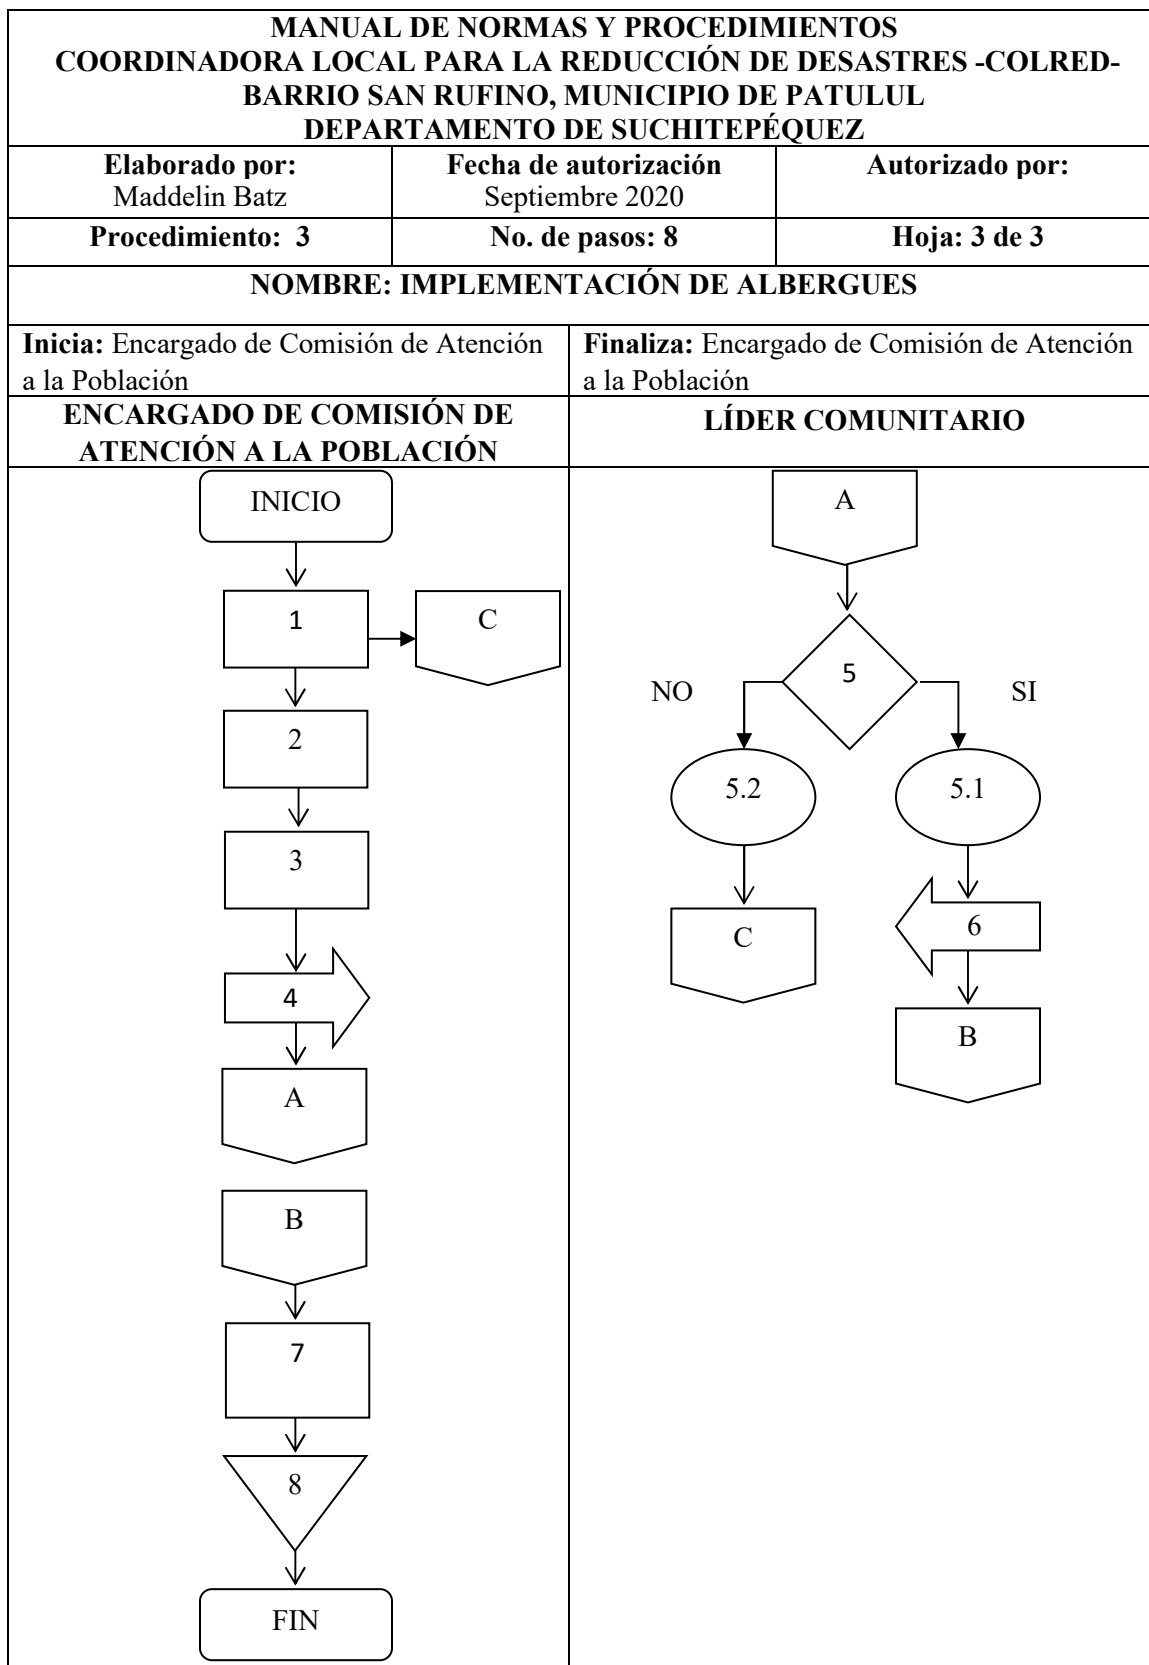 MANUAL DE NORMAS Y PROCEDIMIENTOS
COORDINADORA LOCAL PARA LA REDUCCIÓN DE DESASTRES -COLRED-
BARRIO SAN RUFINO, MUNICIPIO DE PATULUL
DEPARTAMENTO DE SUCHITEPÉQUEZ
Elaborado por:
Maddelin Batz
Fecha de autorización
Septiembre 2020
Autorizado por:
Procedimiento: 3
No. de pasos: 8
Hoja: 3 de 3
NOMBRE: IMPLEMENTACIÓN DE ALBERGUES
Inicia: Encargado de Comisión de Atención
a la Población
Finaliza: Encargado de Comisión de Atención
a la Población
ENCARGADO DE COMISIÓN DE
ATENCIÓN A LA POBLACIÓN
LÍDER COMUNITARIO
INICIO
1
C
2
3
4
A
B
7
8
FIN
A
5
NO
SI
5.2
5.1
C
6
B